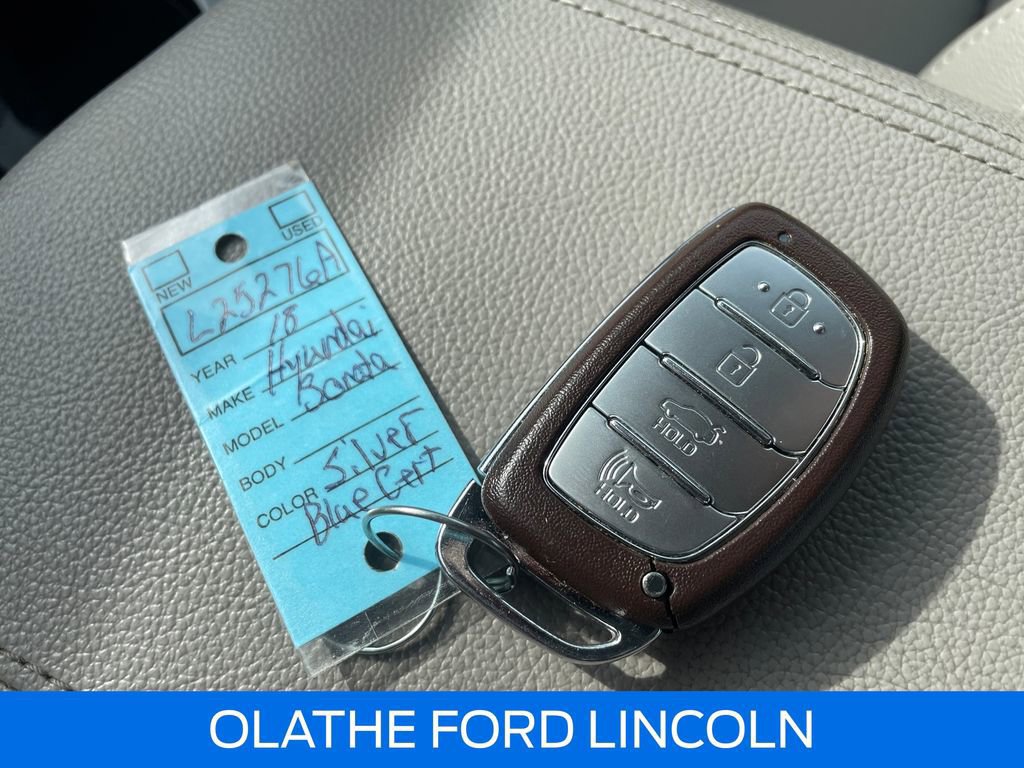 USED
NEW
L25276A
YEAR 18
MAKE Hyundai
MODEL Sonata
BODY
COLOR Silver
Blue Cert
HOLD
HOLD
OLATHE FORD LINCOLN